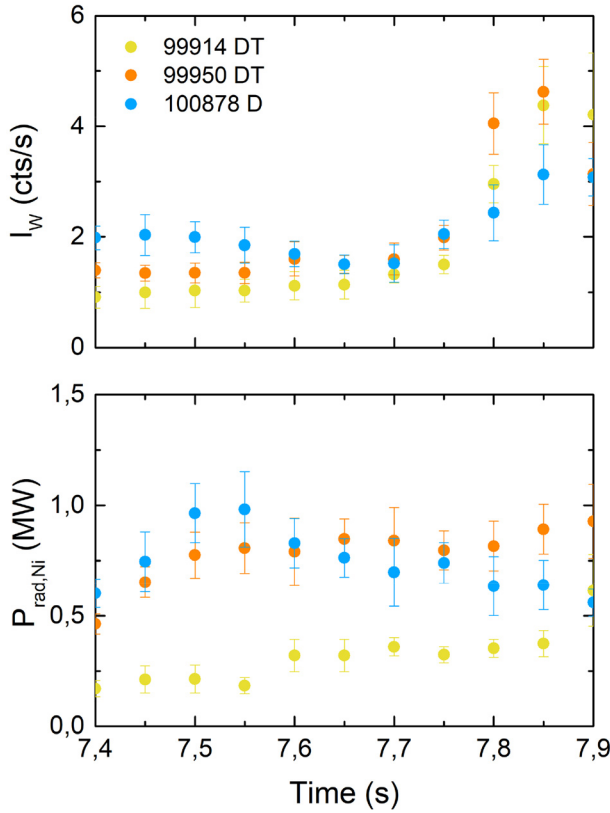 6
4
2
0
I_W (cts/s)
99914 DT
99950 DT
100878 D
1,5
1,0
0,5
0,0
P_rad,Ni (MW)
7,4 7,5 7,6 7,7 7,8 7,9
Time (s)